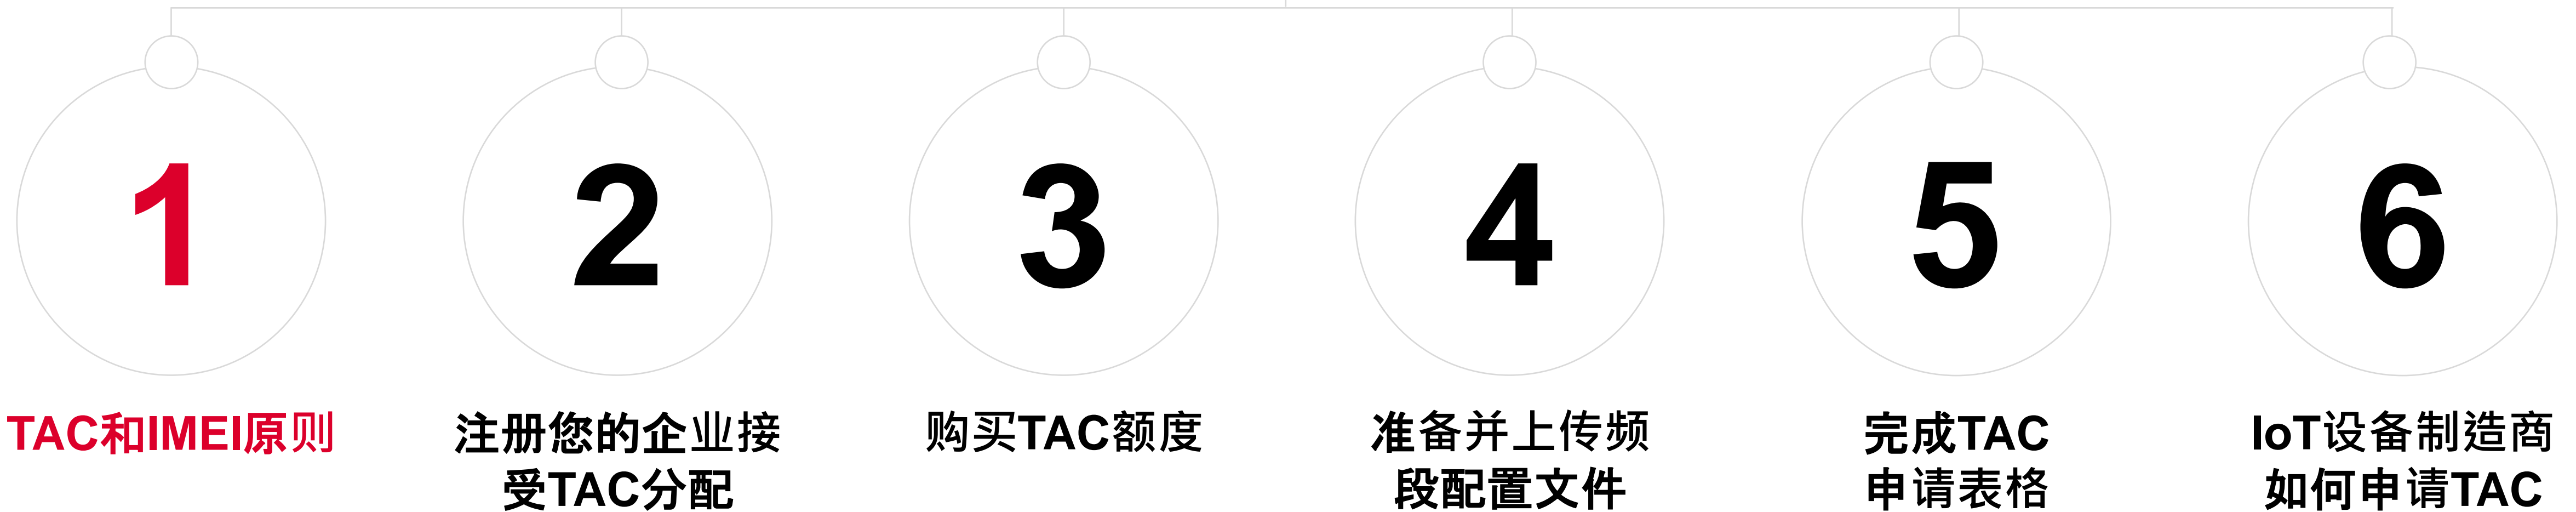 1
TAC和IMEI原则
2
注册您的企业接
受TAC分配
3
购买TAC额度
4
准备并上传频
段配置文件
5
完成TAC
申请表格
6
IoT设备制造商
如何申请TAC